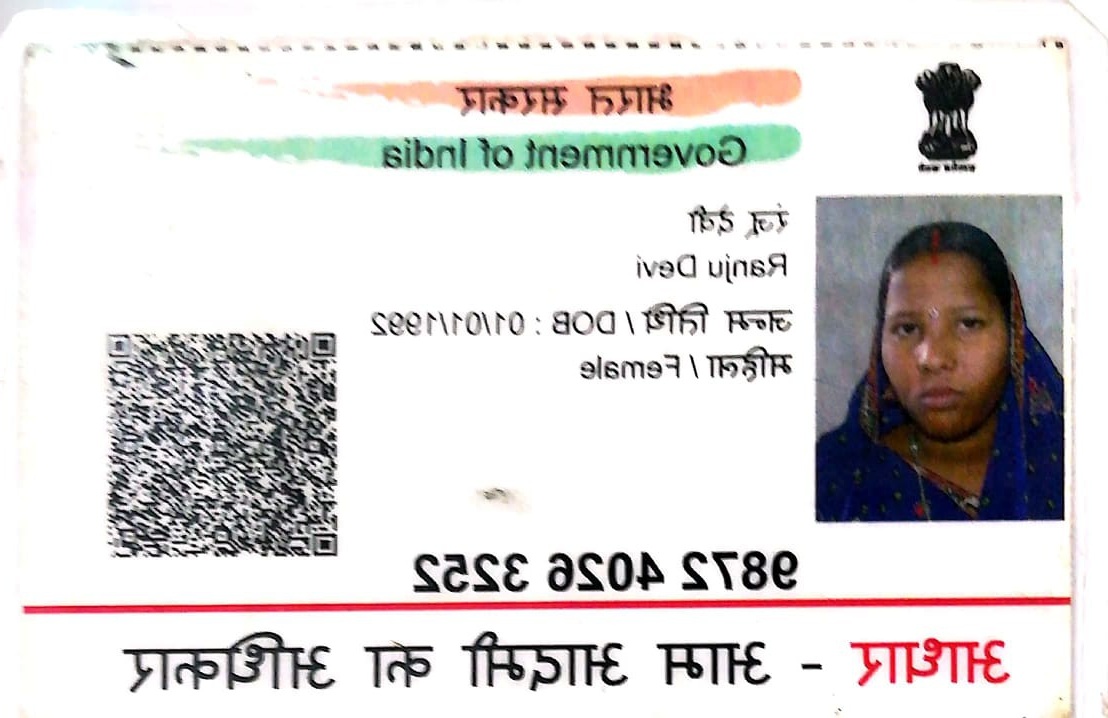 भारत सरकार
Government of India
रंजू देवी
Ranju Devi
जन्म तिथि / DOB : 01/01/1992
महिला / Female
9872 4026 3252
आधार - आम आदमी का अधिकार